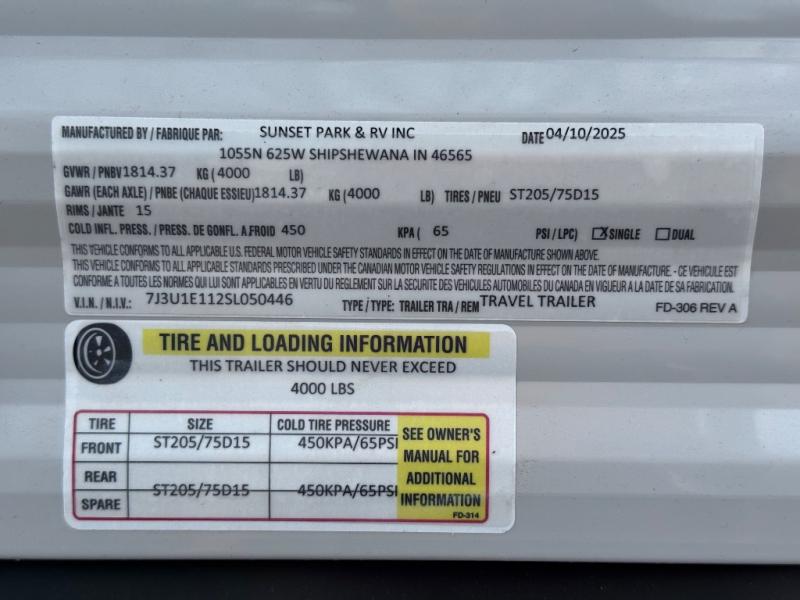 MANUFACTURED BY / FABRIQUE PAR: SUNSET PARK & RV INC DATE 04/10/2025
1055N 625W SHIPSHEWANA IN 46565
GVWR / PNBV 1814.37 KG ( 4000 LB)
GAWR (EACH AXLE) / PNBE (CHAQUE ESSIEU) 1814.37 KG ( 4000 LB) TIRES / PNEU ST205/75D15
RIMS / JANTE 15
COLD INFL. PRESS. / PRESS. DE GONFL. A.FROID 450 KPA ( 65 PSI / LPC) X SINGLE DUAL
THIS VEHICLE CONFORMS TO ALL APPLICABLE U.S. FEDERAL MOTOR VEHICLE SAFETY STANDARDS IN EFFECT ON THE DATE OF MANUFACTURE SHOWN ABOVE.
THIS VEHICLE CONFORMS TO ALL APPLICABLE STANDARDS PRESCRIBED UNDER THE CANADIAN MOTOR VEHICLE SAFETY REGULATIONS IN EFFECT ON THE DATE OF MANUFACTURE. - CE VEHICULE EST
CONFORME A TOUTES LES NORMES APPLICABLES EN VERTU DU REGLEMENT SUR LA SECURITE DES VEHICULES AUTOMOBILES DU CANADA EN VIGUEUR A LA DATE DE SA FABRICATION.
V.I.N. / N.I.V.: 7J3U1E112SL050446 TYPE / TYPE: TRAILER TRA / REM TRAVEL TRAILER FD-306 REV A
TIRE AND LOADING INFORMATION
THIS TRAILER SHOULD NEVER EXCEED
4000 LBS
TIRE SIZE COLD TIRE PRESSURE
FRONT ST205/75D15 450KPA/65PSI
REAR
SPARE ST205/75D15 450KPA/65PSI
SEE OWNER'S
MANUAL FOR
ADDITIONAL
INFORMATION
FD-314